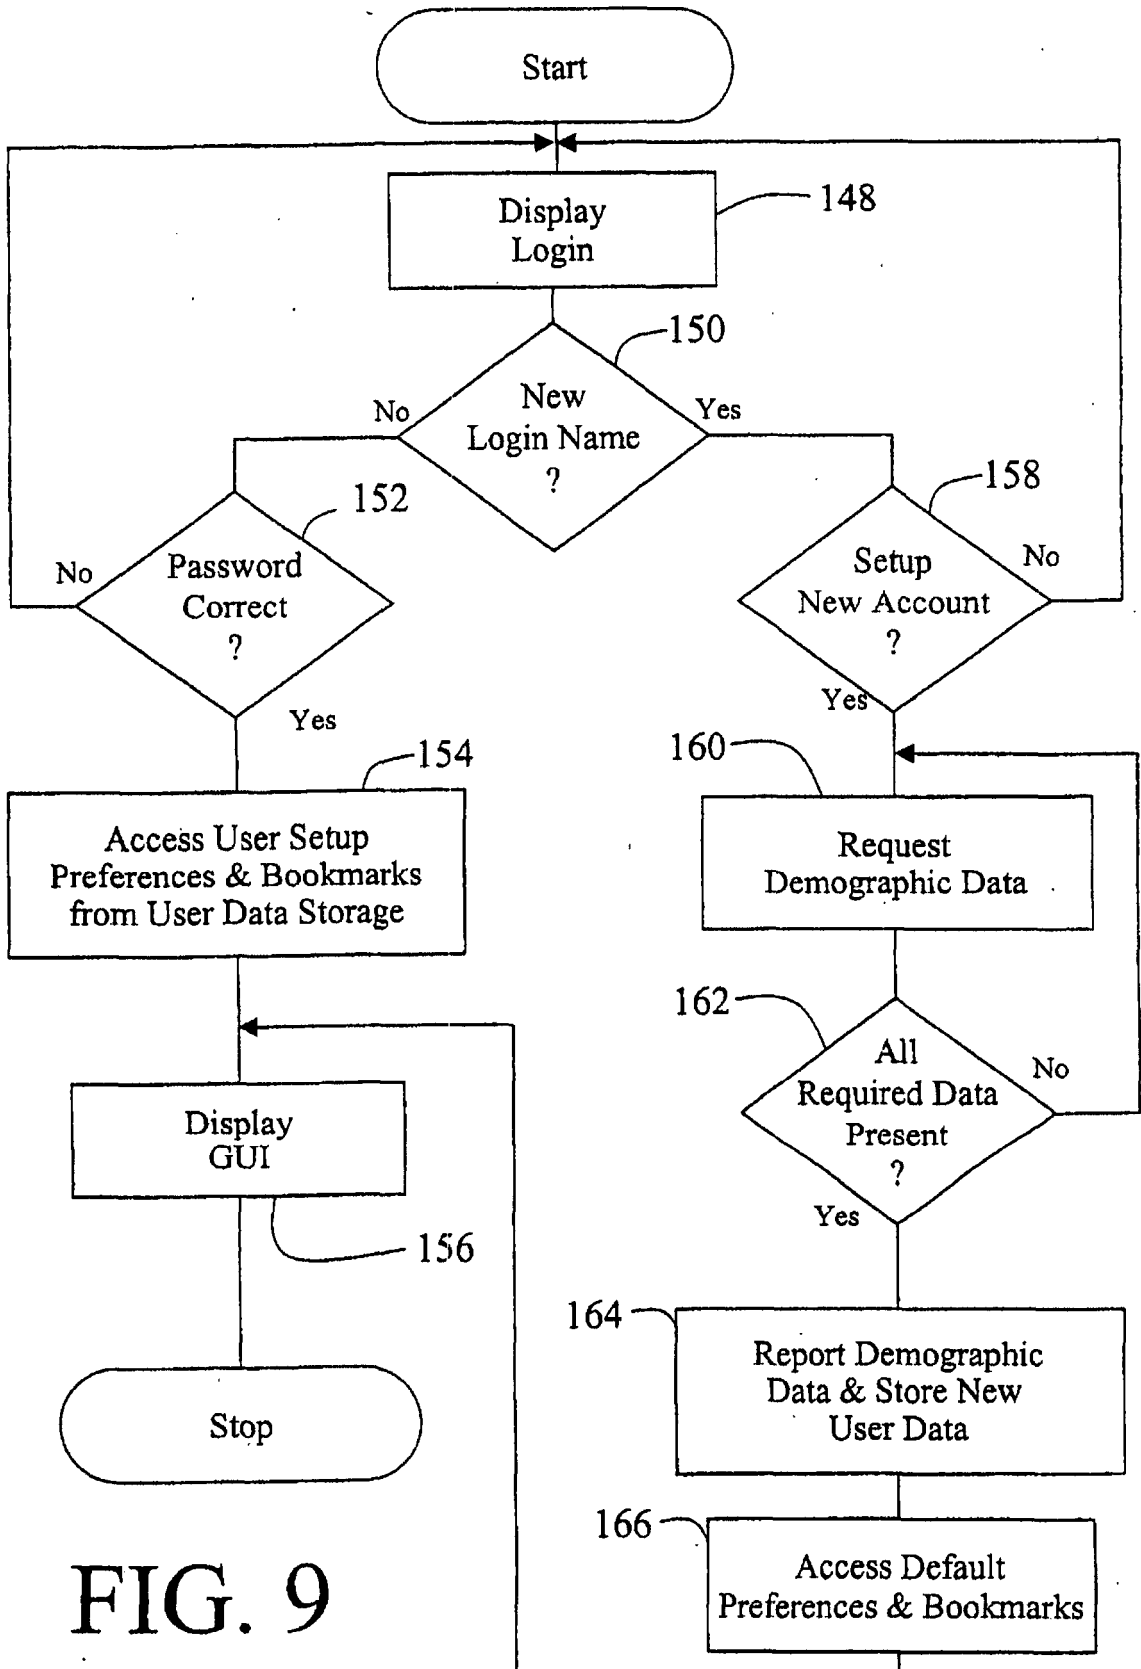 Start
Display
Login
148
150
New
Login Name
?
No
Yes
152
Password
Correct
?
No
Yes
158
Setup
New Account
?
No
Yes
154
Access User Setup
Preferences & Bookmarks
from User Data Storage
160
Request
Demographic Data
162
All
Required Data
Present
?
No
Yes
Display
GUI
156
164
Report Demographic
Data & Store New
User Data
Stop
166
Access Default
Preferences & Bookmarks
FIG. 9